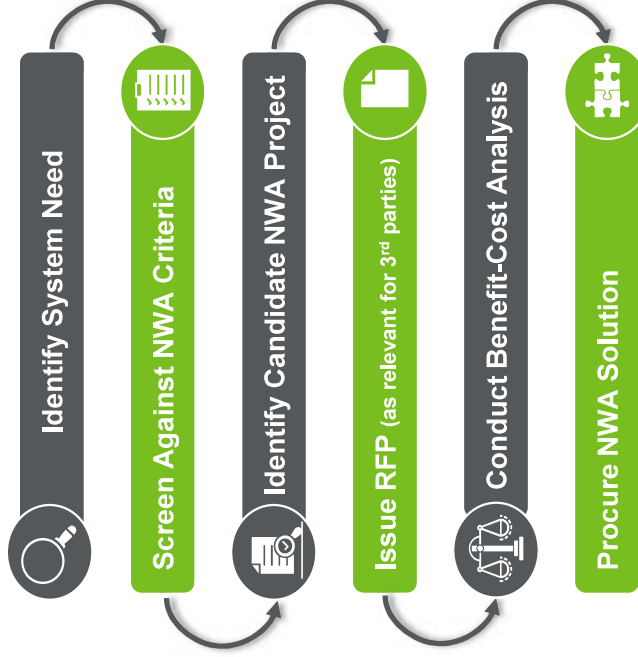 Identify System Need
Screen Against NWA Criteria
Identify Candidate NWA Project
Issue RFP (as relevant for 3rd parties)
Conduct Benefit-Cost Analysis
Procure NWA Solution